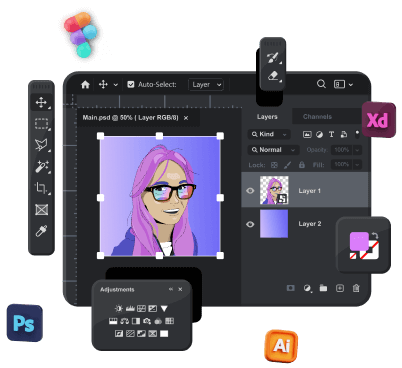 Auto-Select: Layer
Main.psd @ 50% ( Layer RGB/8) ×
Layers Channels
Kind
Normal Opacity: 100%
Lock: Fill: 100%
Layer 1
Layer 2
Adjustments
Xd
Ps
Ai